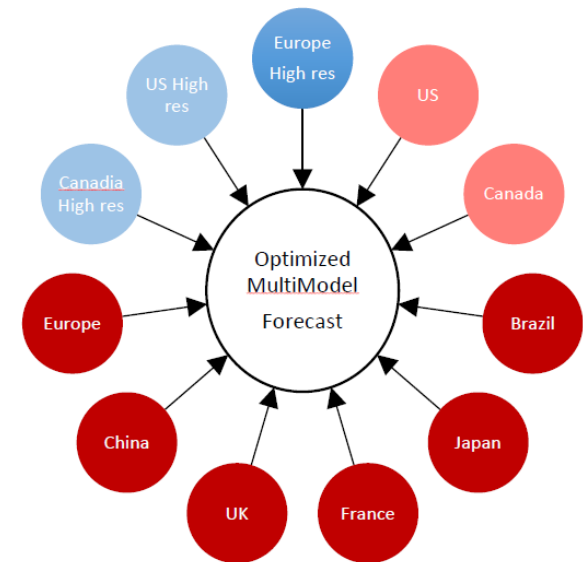 Europe
High res
US High
res
US
Canadia
High res
Canada
Optimized
MultiModel
Forecast
Europe
Brazil
China
Japan
UK
France